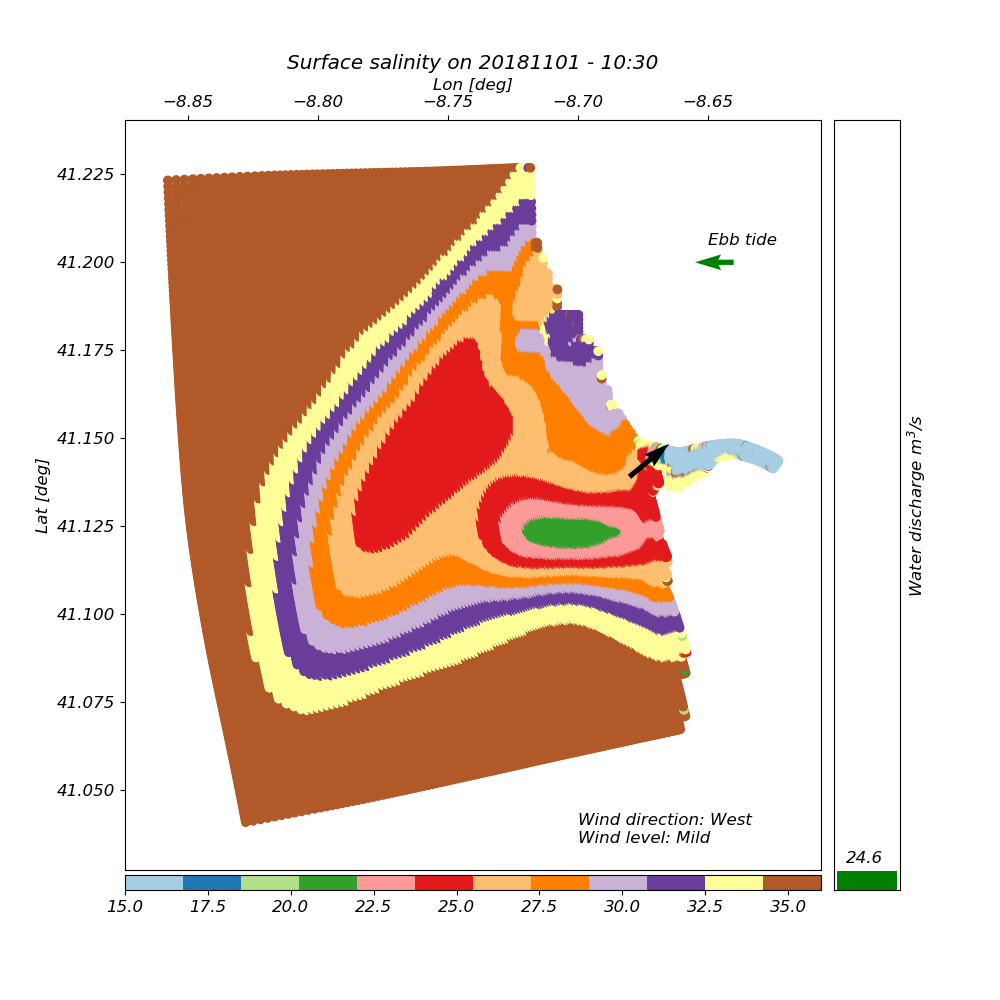 Surface salinity on 20181101 - 10:30
Lon [deg]
−8.85 −8.80 −8.75 −8.70 −8.65
41.225
41.200
41.175
41.150
41.125
41.100
41.075
41.050
Lat [deg]
Ebb tide
Wind direction: West
Wind level: Mild
15.0 17.5 20.0 22.5 25.0 27.5 30.0 32.5 35.0
24.6
Water discharge m³/s